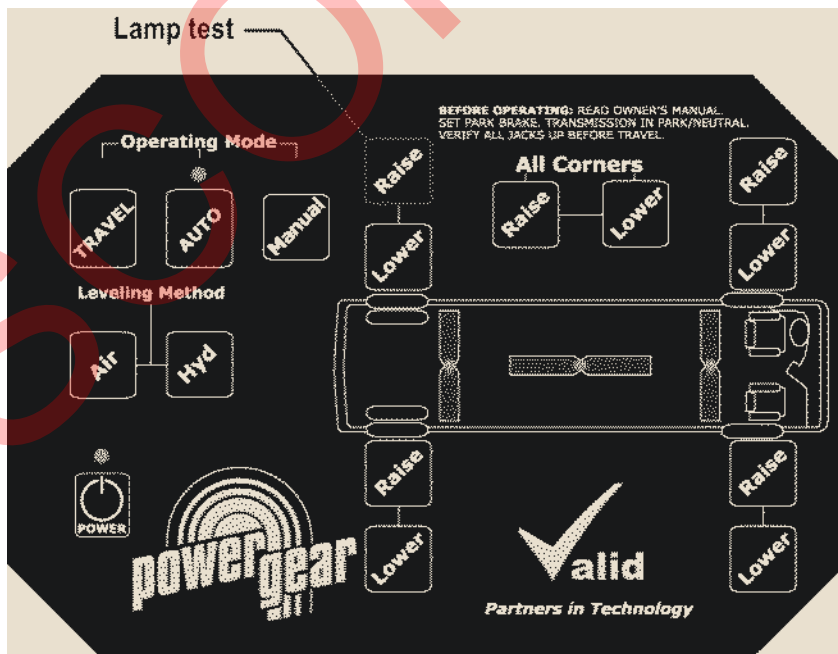 Lamp test
BEFORE OPERATING: READ OWNER'S MANUAL.
SET PARK BRAKE. TRANSMISSION IN PARK/NEUTRAL.
VERIFY ALL JACKS UP BEFORE TRAVEL.
Operating Mode
TRAVEL AUTO Manual
Raise
Lower
All Corners
Raise Lower
Raise
Lower
Leveling Method
Air Hyd
POWER
power gear
Raise
Lower
Raise
Lower
Valid
Partners in Technology